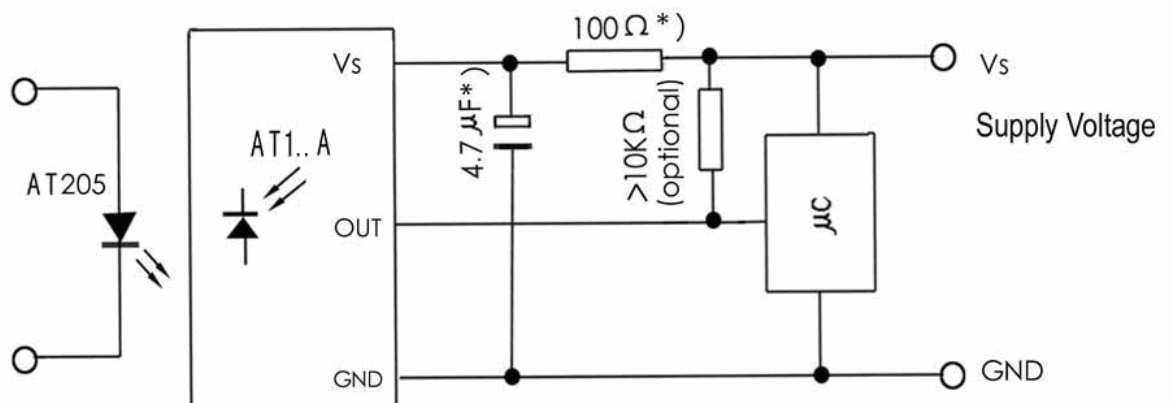 100Ω*)
Vs
4.7 µF*)
>10KΩ
(optional)
Vs
Supply Voltage
AT205
AT1..A
OUT
µC
GND
GND